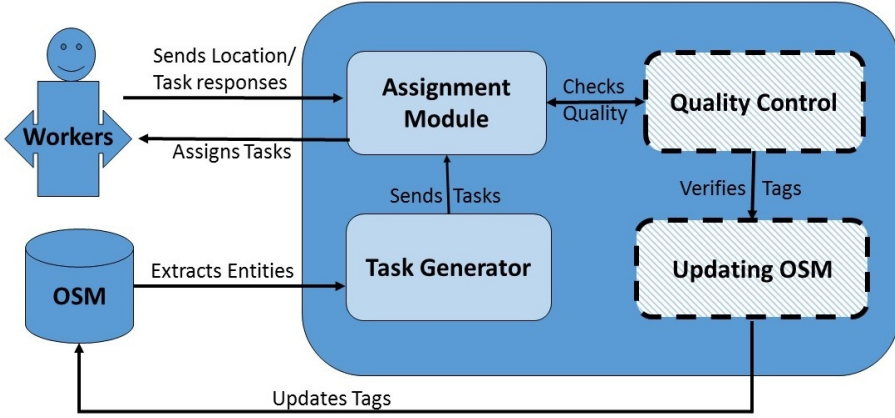 Sends Location/
Task responses
Workers
Assigns Tasks
Assignment
Module
Checks
Quality
Quality Control
Sends Tasks
Verifies Tags
OSM
Extracts Entities
Task Generator
Updating OSM
Updates Tags